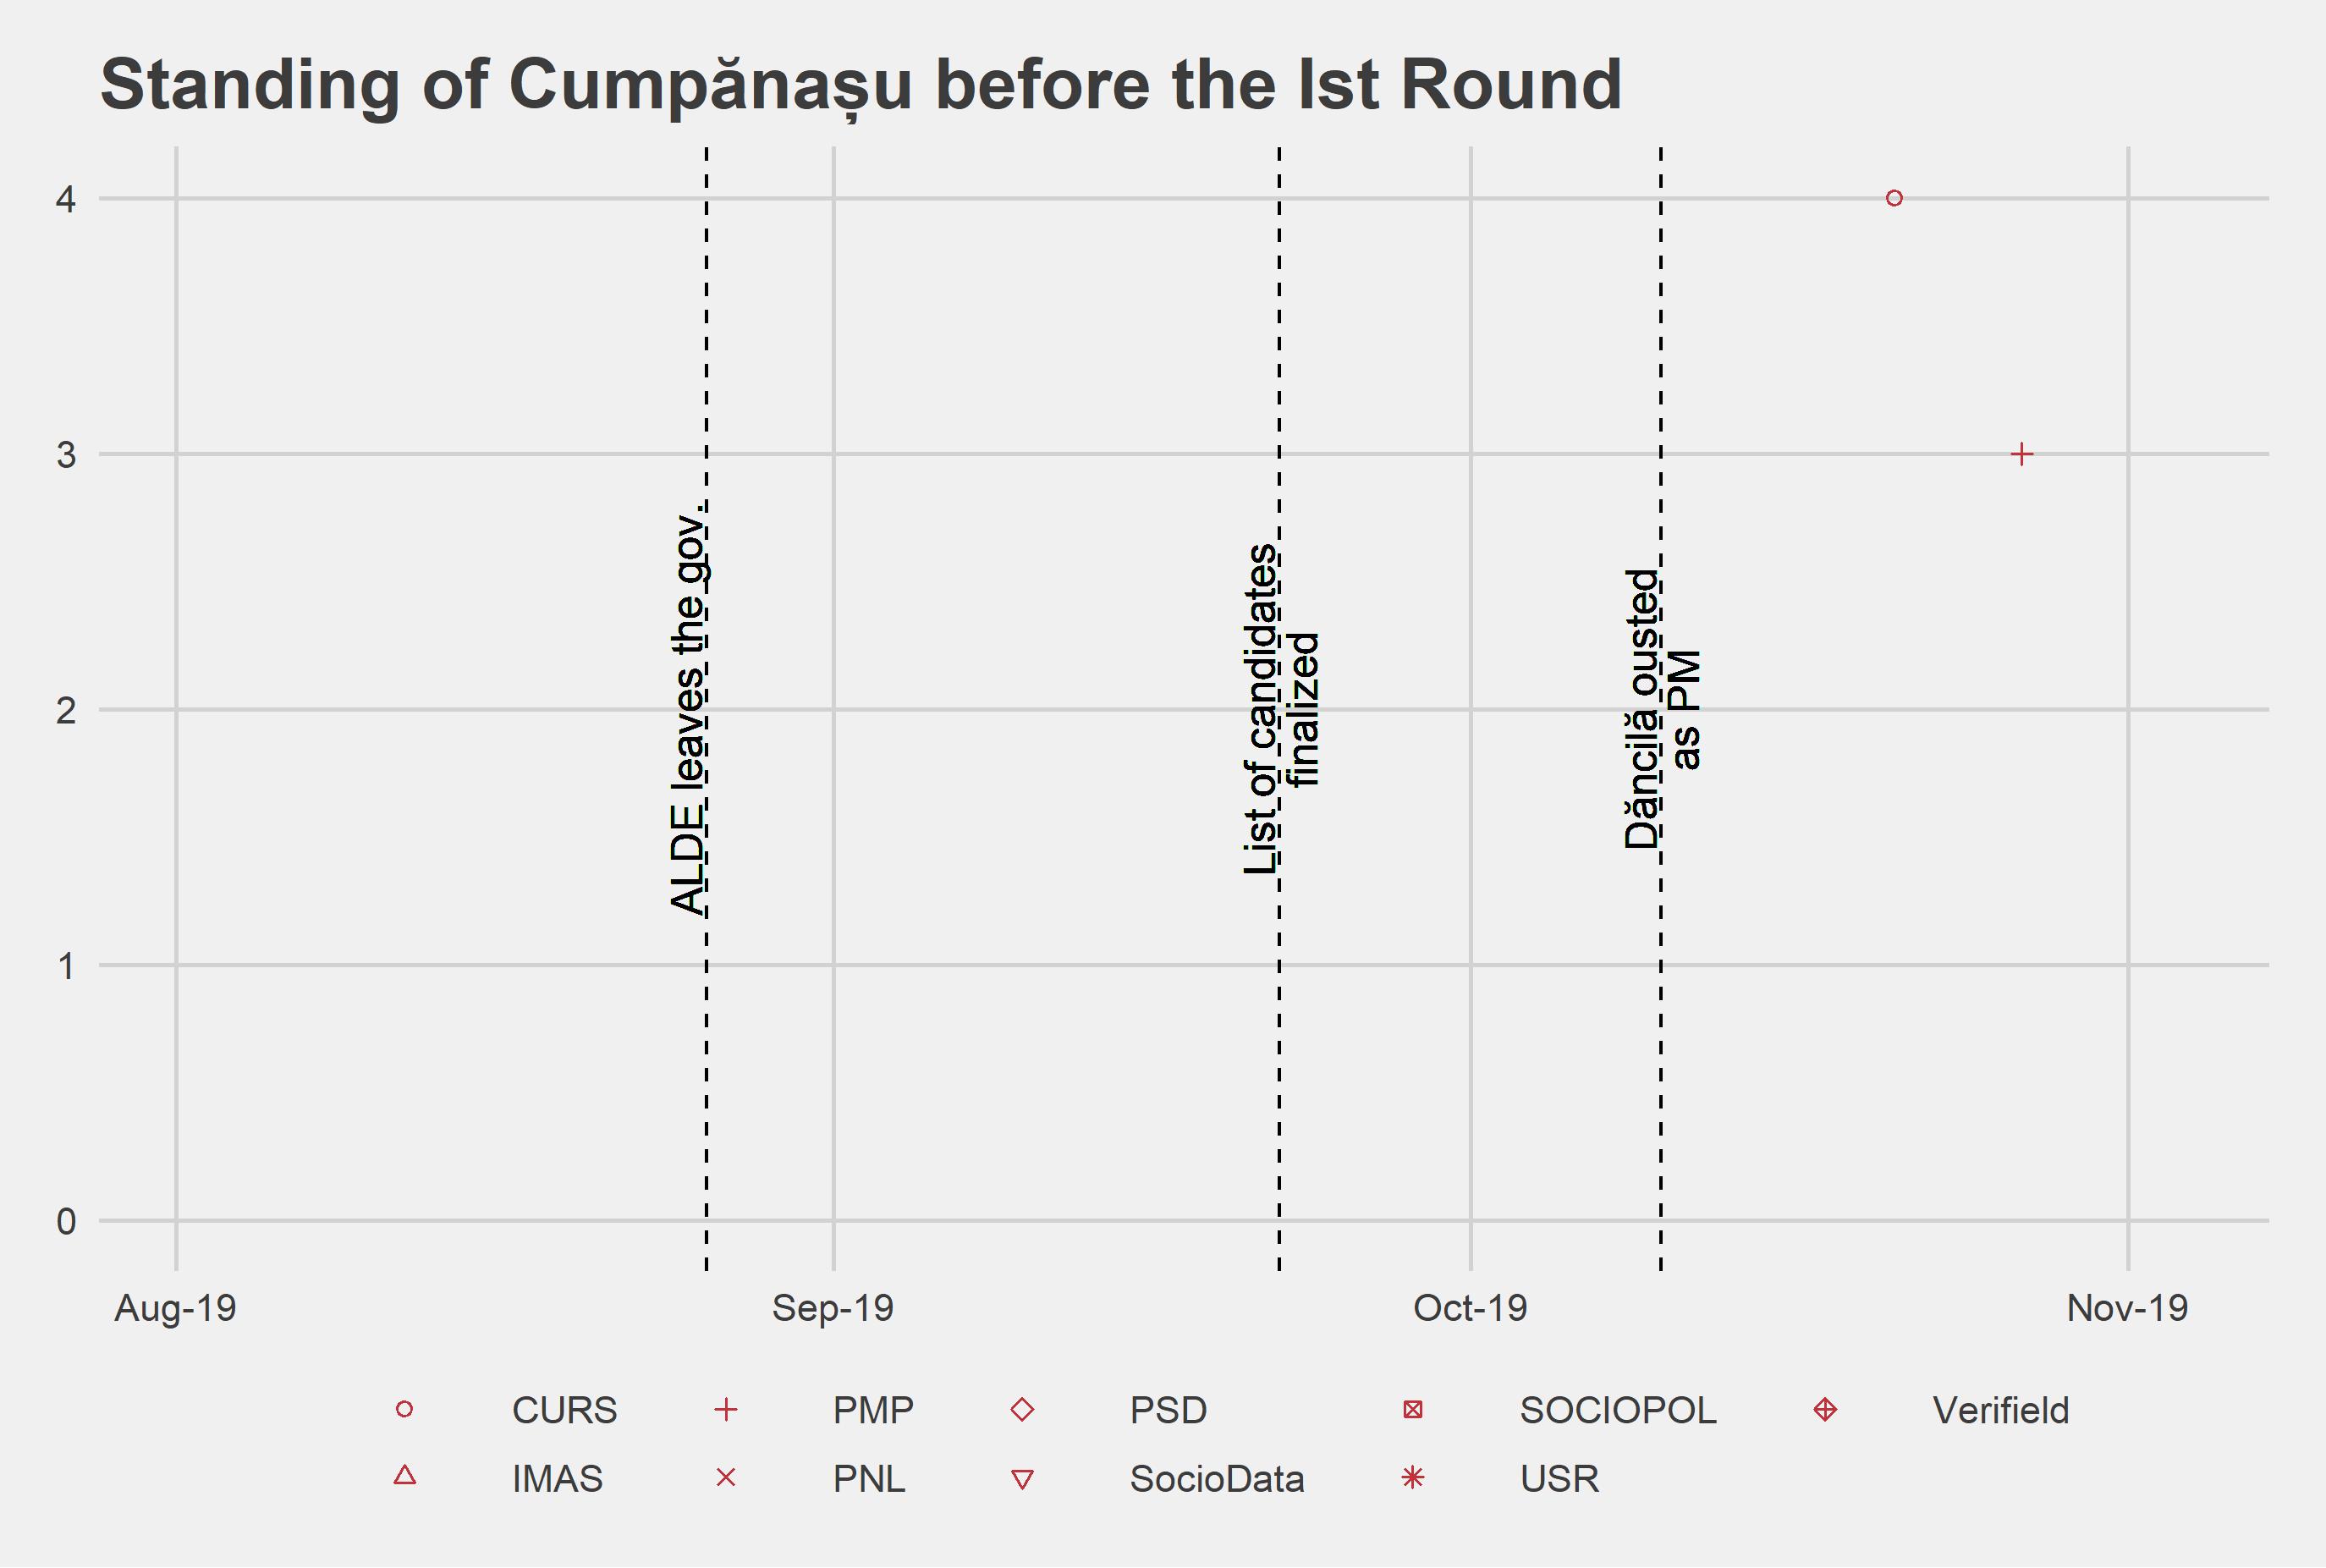 Standing of Cumpănașu before the Ist Round
4
3
2
1
0
ALDE leaves the gov.
List of candidates
finalized
Dăncilă ousted
as PM
Aug-19
Sep-19
Oct-19
Nov-19
CURS
PMP
PSD
SOCIOPOL
Verifield
IMAS
PNL
SocioData
USR